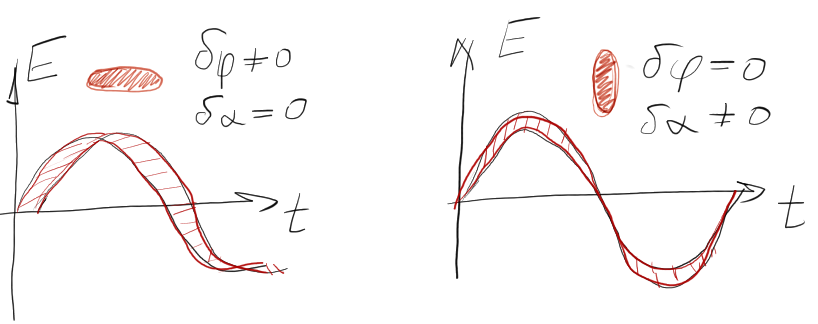 E
δφ ≠ 0
δα = 0
t
E
δφ = 0
δα ≠ 0
t